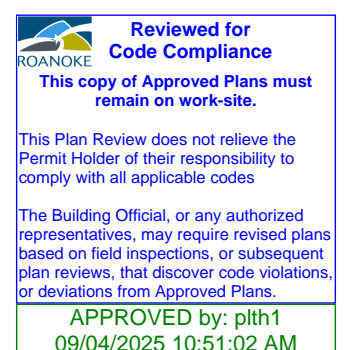 ROANOKE
Reviewed for
Code Compliance
This copy of Approved Plans must
remain on work-site.
This Plan Review does not relieve the
Permit Holder of their responsibility to
comply with all applicable codes
The Building Official, or any authorized
representatives, may require revised plans
based on field inspections, or subsequent
plan reviews, that discover code violations,
or deviations from Approved Plans.
APPROVED by: plth1
09/04/2025 10:51:02 AM